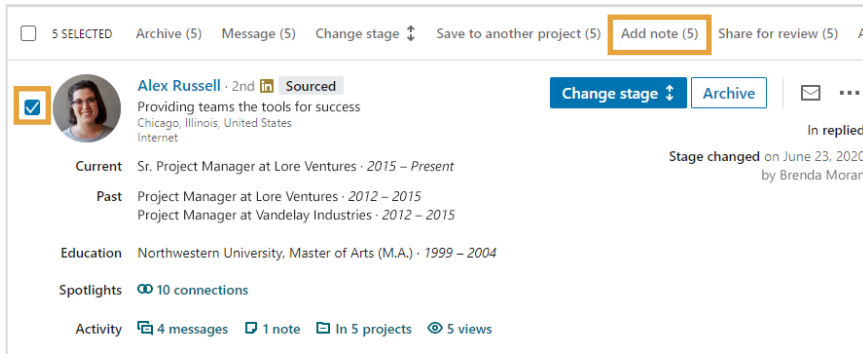 5 SELECTED Archive (5) Message (5) Change stage Save to another project (5) Add note (5) Share for review (5)
Alex Russell · 2nd in Sourced
Providing teams the tools for success
Chicago, Illinois, United States
Internet
Change stage Archive
In replied
Stage changed on June 23, 2020
by Brenda Moran
Current Sr. Project Manager at Lore Ventures · 2015 – Present
Past Project Manager at Lore Ventures · 2012 – 2015
Project Manager at Vandelay Industries · 2012 – 2015
Education Northwestern University, Master of Arts (M.A.) · 1999 – 2004
Spotlights 10 connections
Activity 4 messages 1 note In 5 projects 5 views